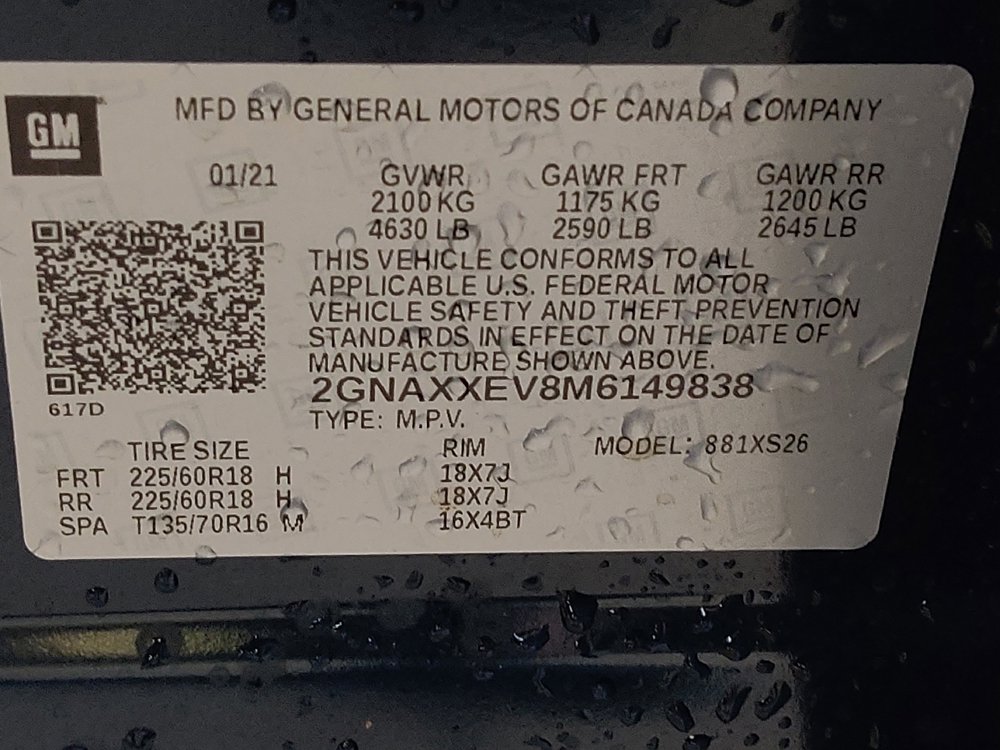 GM
MFD BY GENERAL MOTORS OF CANADA COMPANY
01/21 GVWR GAWR FRT GAWR RR
2100 KG 1175 KG 1200 KG
4630 LB 2590 LB 2645 LB
THIS VEHICLE CONFORMS TO ALL
APPLICABLE U.S. FEDERAL MOTOR
VEHICLE SAFETY AND THEFT PREVENTION
STANDARDS IN EFFECT ON THE DATE OF
MANUFACTURE SHOWN ABOVE.
2GNAXXEV8M6149838
617D
TYPE: M.P.V.
TIRE SIZE RIM MODEL: 881XS26
FRT 225/60R18 H 18X7J
RR 225/60R18 H 18X7J
SPA T135/70R16 M 16X4BT